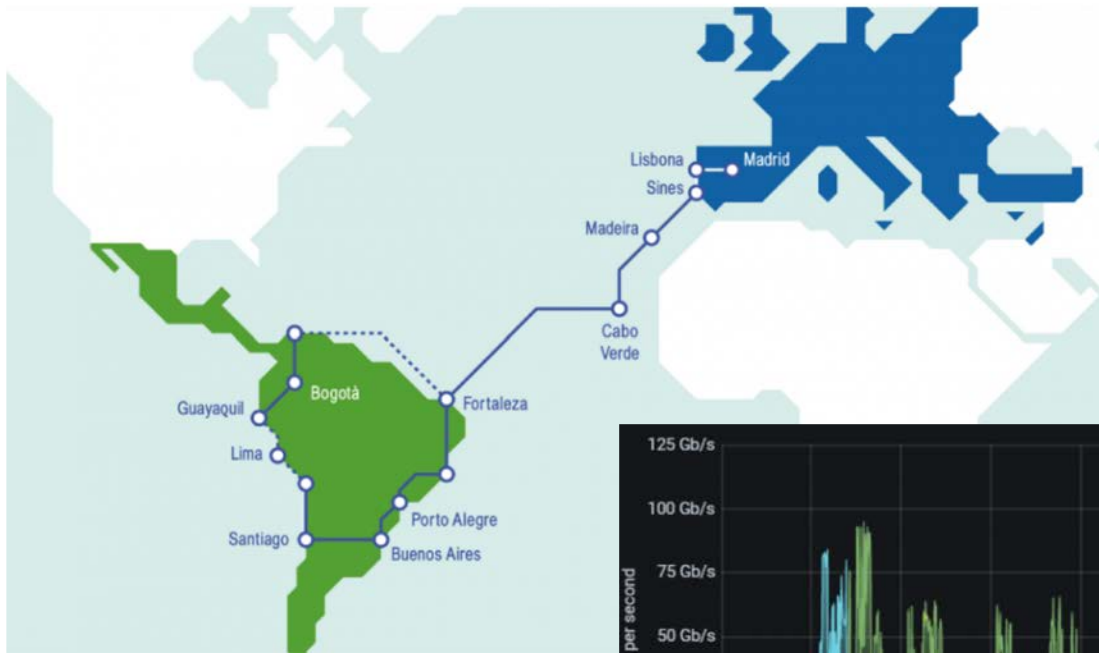 Lisbona
Madrid
Sines
Madeira
Cabo
Verde
Bogotà
Fortaleza
Guayaquil
Lima
Porto Alegre
Santiago
Buenos Aires
125 Gb/s
100 Gb/s
75 Gb/s
50 Gb/s
per second